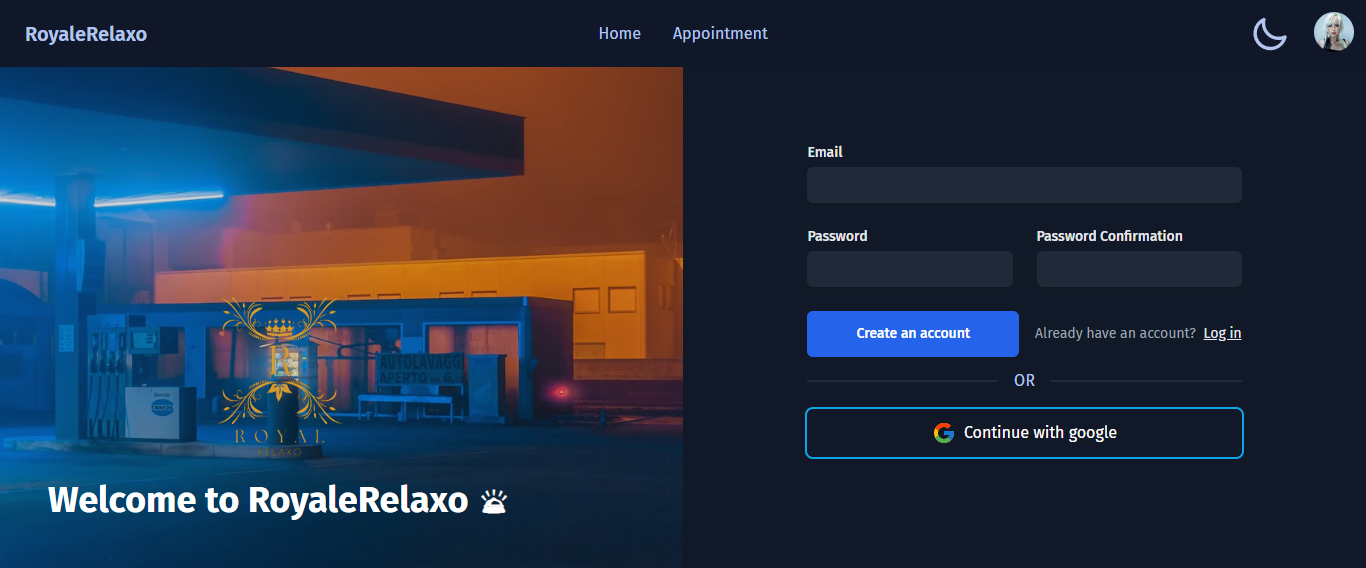 RoyaleRelaxo
Home Appointment
AUTOLAVAGGI
APERTO
R
ROYAL
RELAXO
Welcome to RoyaleRelaxo
Email
Password Password Confirmation
Create an account Already have an account? Log in
OR
Continue with google